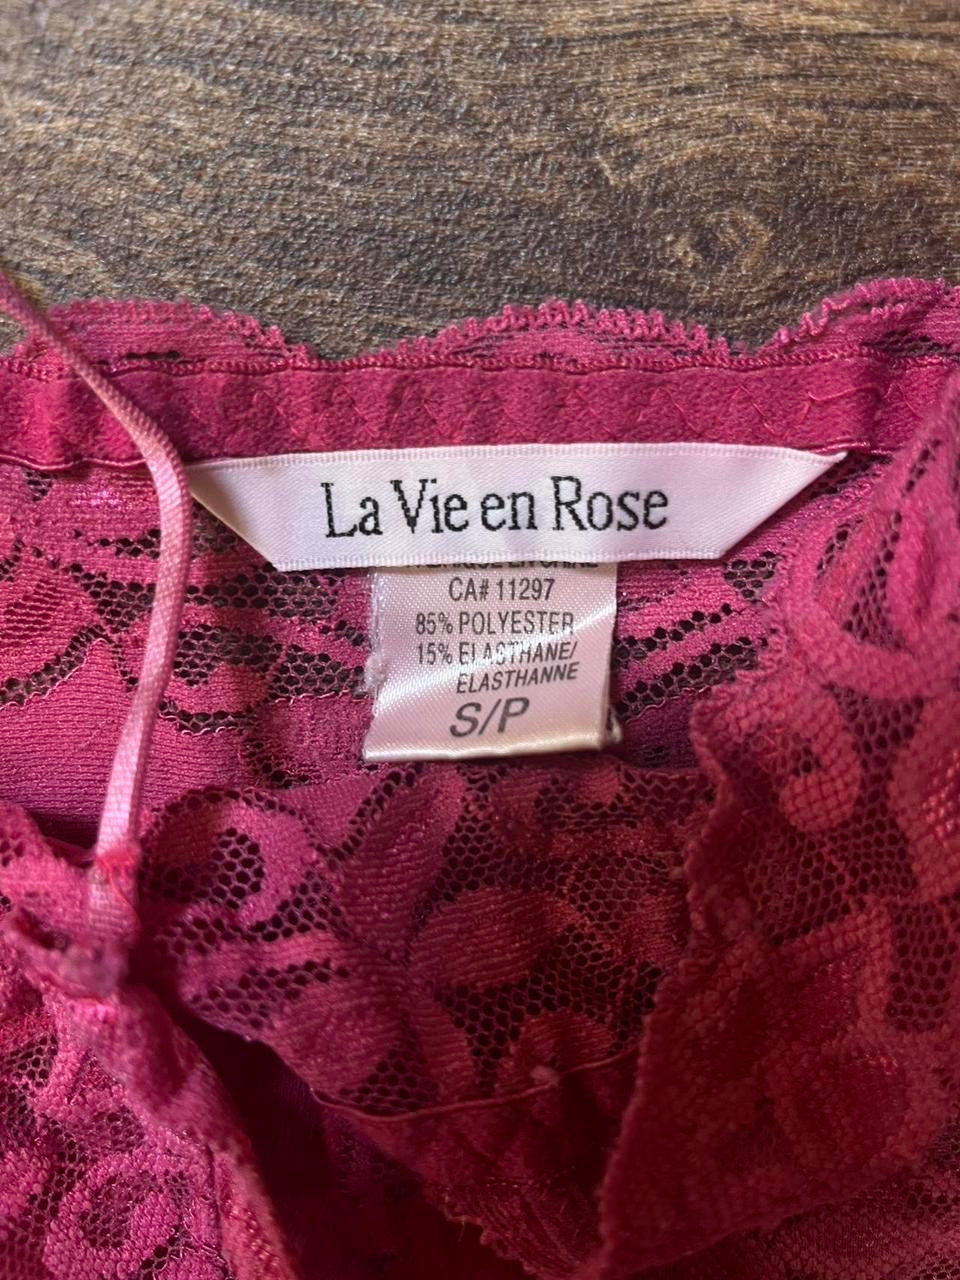 La Vie en Rose
CA# 11297
85% POLYESTER
15% ELASTHANE/
ELASTHANNE
S/P